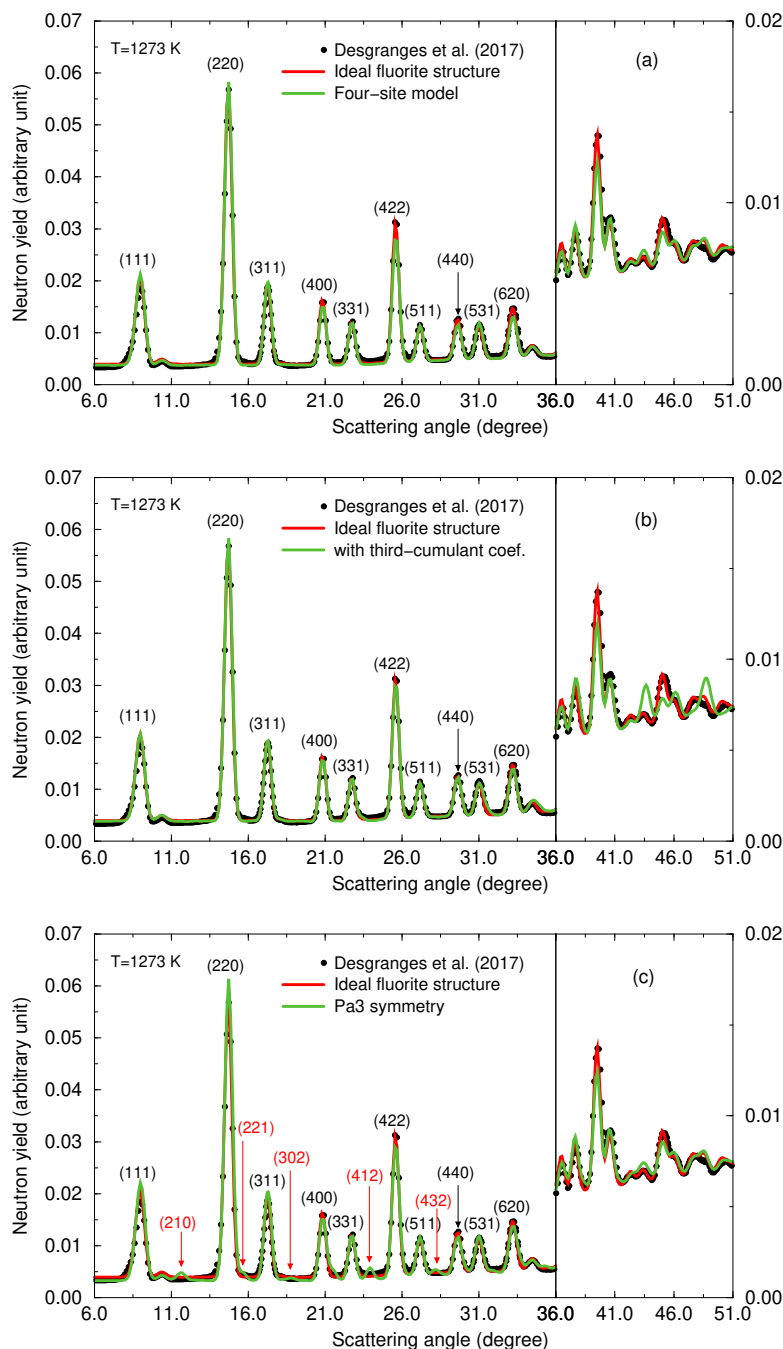 T=1273 K
Desgranges et al. (2017)
Ideal fluorite structure
Four−site model
(a)
(111)
(220)
(311)
(400)
(331)
(422)
(511)
(440)
(531)
(620)
Neutron yield (arbitrary unit)
0.07
0.06
0.05
0.04
0.03
0.02
0.01
0.00
0.02
0.01
0.00
6.0 11.0 16.0 21.0 26.0 31.0 36.0 36.0 41.0 46.0 51.0
Scattering angle (degree)
T=1273 K
Desgranges et al. (2017)
Ideal fluorite structure
with third−cumulant coef.
(b)
(111)
(220)
(311)
(400)
(331)
(422)
(511)
(440)
(531)
(620)
Neutron yield (arbitrary unit)
0.07
0.06
0.05
0.04
0.03
0.02
0.01
0.00
0.02
0.01
0.00
6.0 11.0 16.0 21.0 26.0 31.0 36.0 36.0 41.0 46.0 51.0
Scattering angle (degree)
T=1273 K
Desgranges et al. (2017)
Ideal fluorite structure
Pa3 symmetry
(c)
(111)
(210)
(220)
(221)
(302)
(311)
(400)
(331)
(412)
(422)
(511)
(432)
(440)
(531)
(620)
Neutron yield (arbitrary unit)
0.07
0.06
0.05
0.04
0.03
0.02
0.01
0.00
0.02
0.01
0.00
6.0 11.0 16.0 21.0 26.0 31.0 36.0 36.0 41.0 46.0 51.0
Scattering angle (degree)